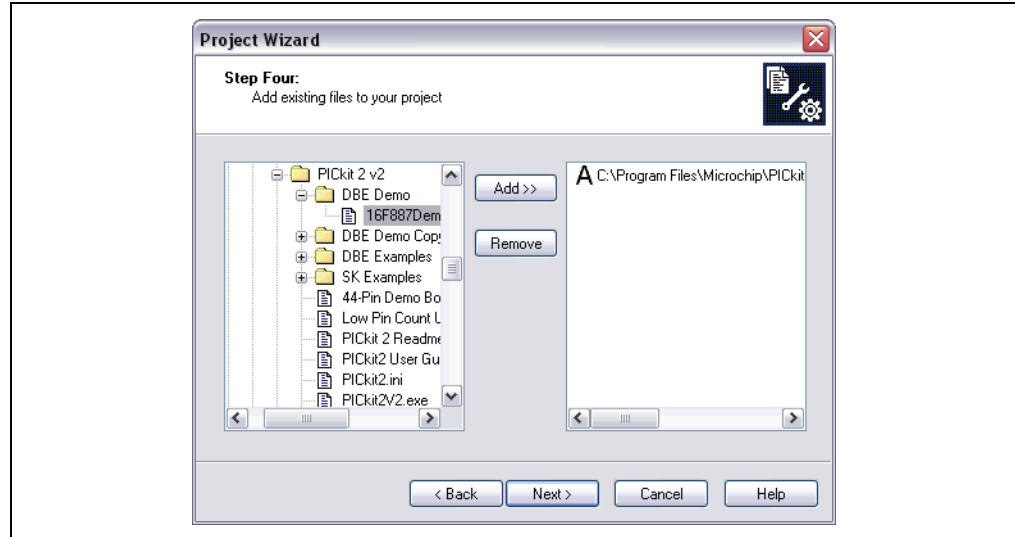 Project Wizard
Step Four:
Add existing files to your project
PICkit 2 v2
DBE Demo
16F887Dem
DBE Demo Copy
DBE Examples
SK Examples
44-Pin Demo Bo
Low Pin Count U
PICkit 2 Readme
PICkit2 User Gu
PICkit2.ini
PICkit2V2.exe
Add >>
Remove
A C:\Program Files\Microchip\PICkit
< Back
Next >
Cancel
Help